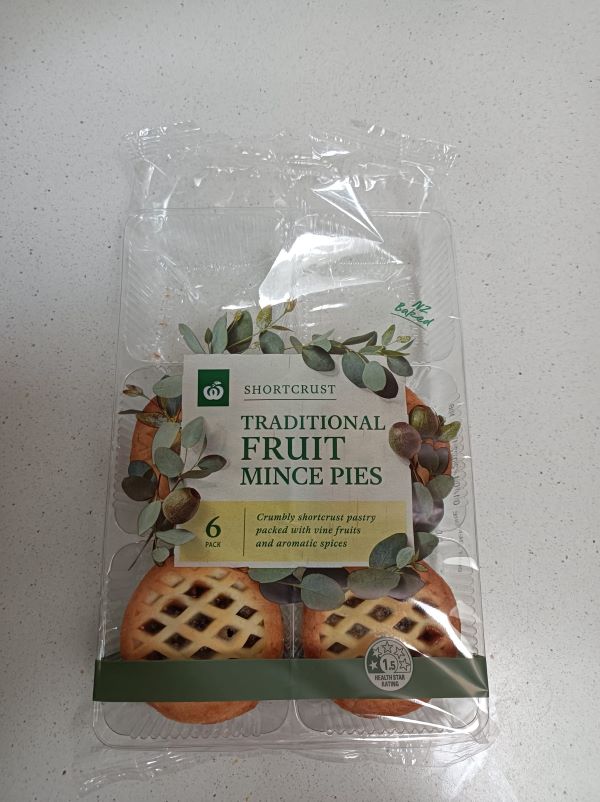 NZ
Baked
SHORTCRUST
TRADITIONAL
FRUIT
MINCE PIES
6
PACK
Crumbly shortcrust pastry
packed with vine fruits
and aromatic spices
1.5
HEALTH STAR
RATING